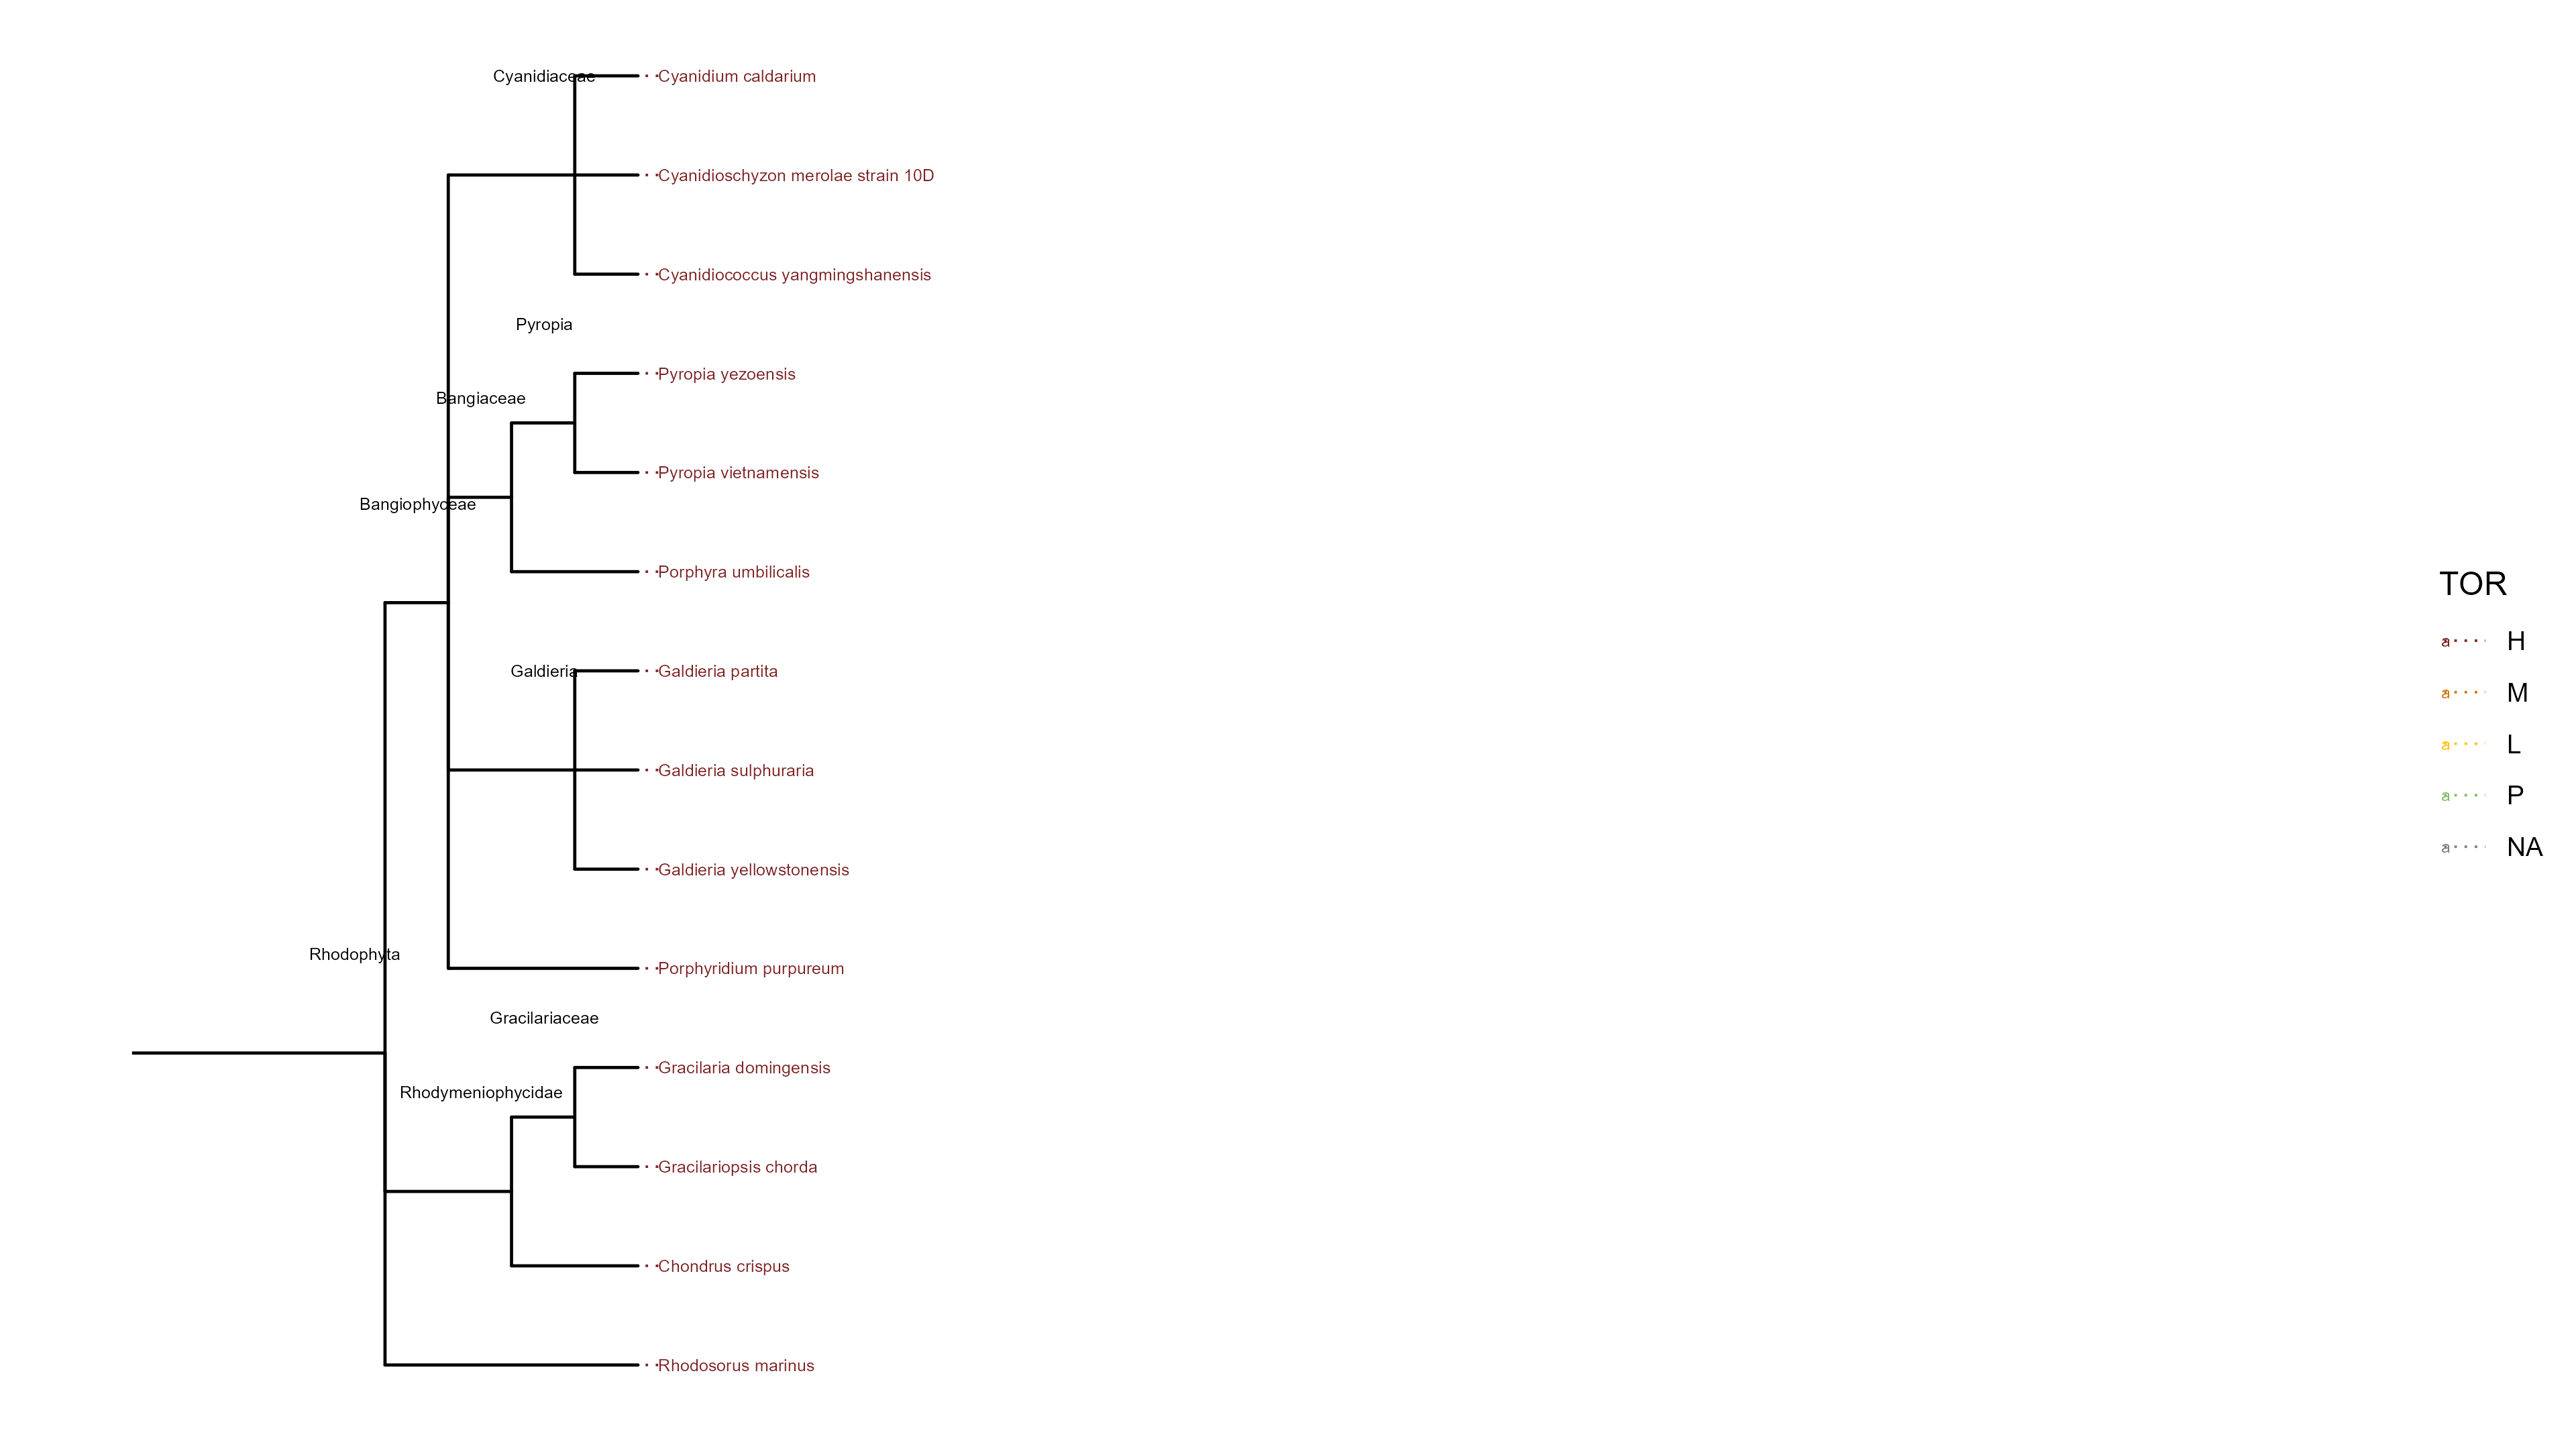 Cyanidiaceae
Cyanidium caldarium
Cyanidioschyzon merolae strain 10D
Cyanidiococcus yangmingshanensis
Pyropia
Pyropia yezoensis
Bangiaceae
Pyropia vietnamensis
Bangiophyceae
Porphyra umbilicalis
Galdieria
Galdieria partita
Galdieria sulphuraria
Galdieria yellowstonensis
Rhodophyta
Porphyridium purpureum
Gracilariaceae
Gracilaria domingensis
Rhodymeniophycidae
Gracilariopsis chorda
Chondrus crispus
Rhodosorus marinus
TOR
a H
a M
a L
a P
a NA